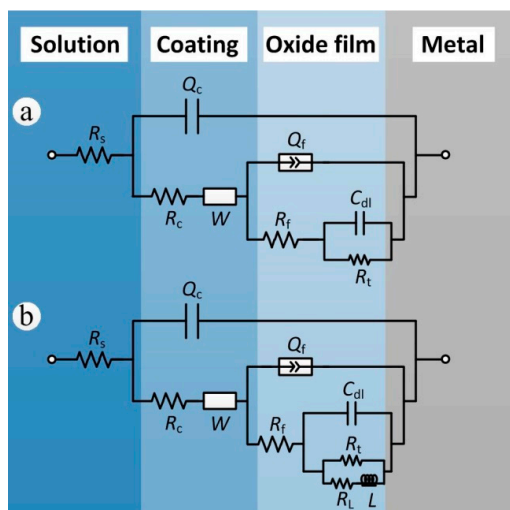 Solution Coating Oxide film Metal
a
Qc
Rs
Qf
Rc W
Cdl
Rf
Rt
b
Qc
Rs
Qf
Rc W
Cdl
Rf
Rt
RL L